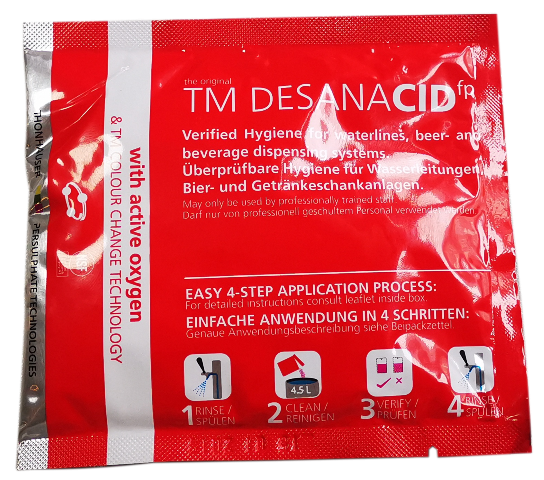 the original
TM DESANACID fp
Verified Hygiene for waterlines, beer- and
beverage dispensing systems.
Überprüfbare Hygiene für Wasserleitungen,
Bier- und Getränkeschankanlagen.
May only be used by professionally trained staff
Darf nur von professionell geschultem Personal verwendet werden
EASY 4-STEP APPLICATION PROCESS:
For detailed instructions consult leaflet inside box.
EINFACHE ANWENDUNG IN 4 SCHRITTEN:
Genaue Anwendungsbeschreibung siehe Beipackzettel.
4.5 L
1 RINSE /
SPÜLEN
2 CLEAN /
REINIGEN
3 VERIFY /
PRÜFEN
4 RINSE /
SPÜLEN
with active oxygen
& TM COLOUR CHANGE TECHNOLOGY
THONHAUSER
PERSULPHATE TECHNOLOGIES